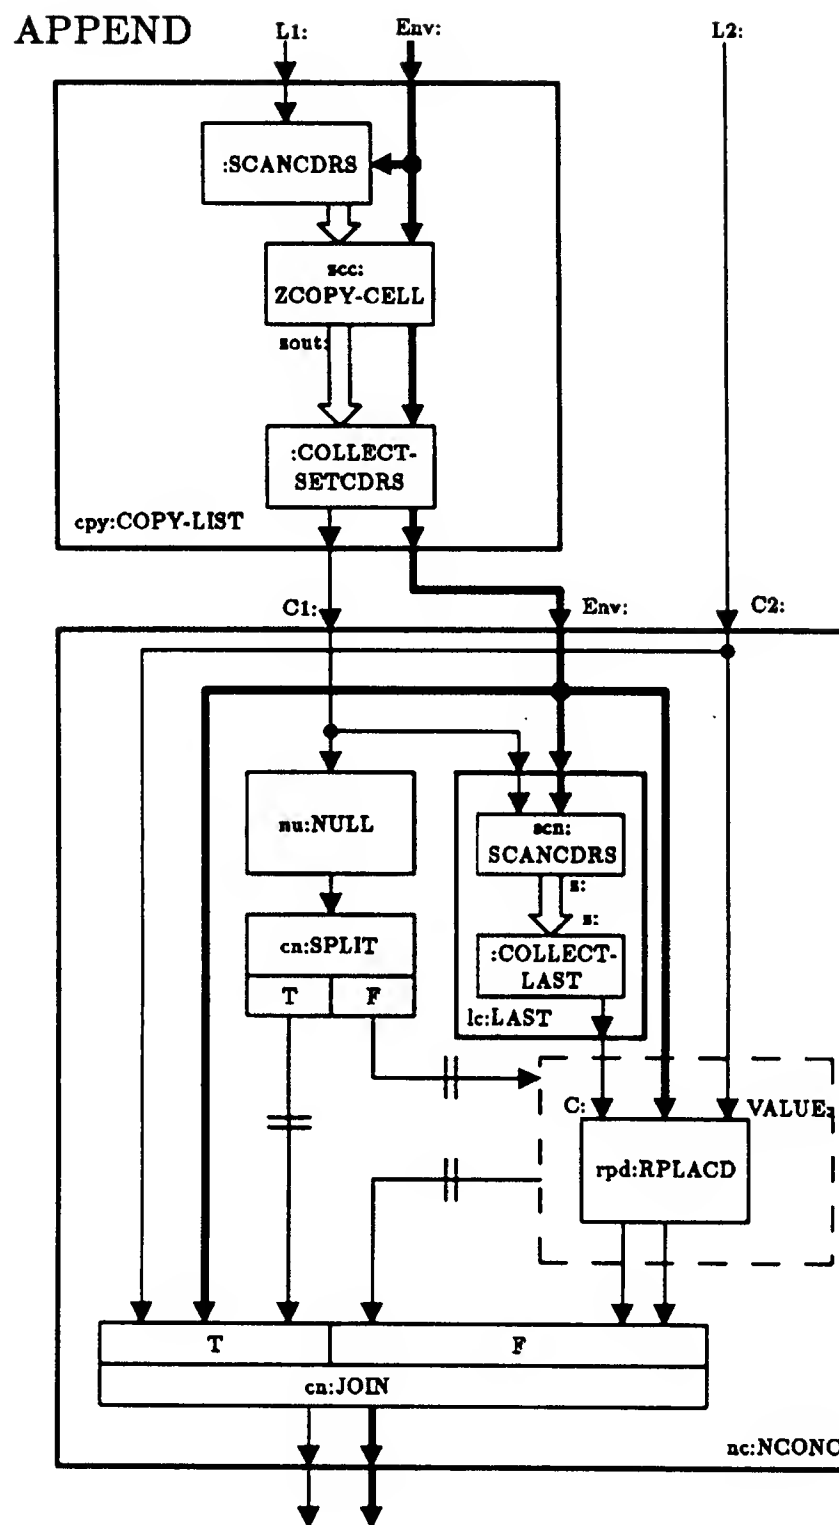 APPEND
L1:
Env:
L2:
:SCANCDRS
scc:
ZCOPY-CELL
zout:
:COLLECT-
SETCDRS
cpy:COPY-LIST
C1:
Env:
C2:
nu:NULL
scn:
SCANCDRS
z:
z:
cn:SPLIT
:COLLECT-
LAST
T F
lc:LAST
C:
VALUE:
rpd:RPLACD
T F
cn:JOIN
nc:NCONC